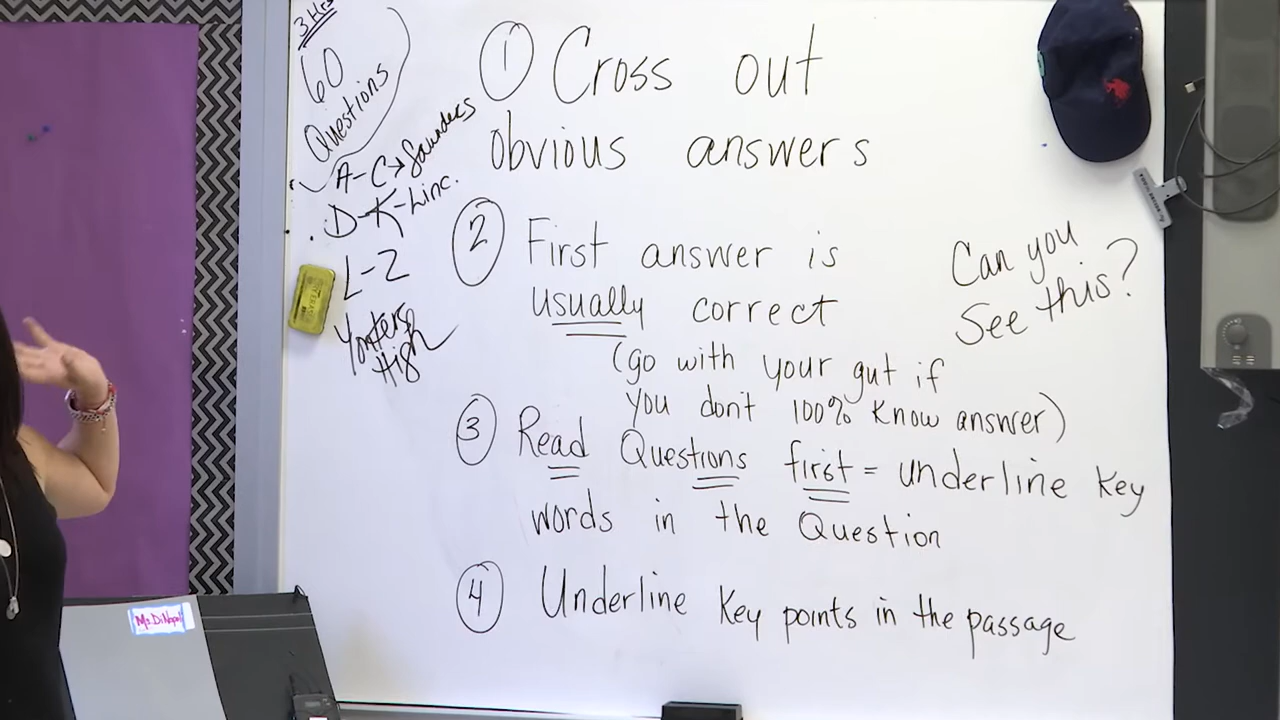 3 Hrs
60
Questions
A-C→Saunders
D-K-Linc.
L-Z
Yonkers
High
① Cross out
obvious answers
② First answer is
usually correct
(go with your gut if
you don't 100% know answer)
③ Read Questions first = underline key
words in the Question
④ Underline key points in the passage
Can you
see this?
Ms. DiNapoli